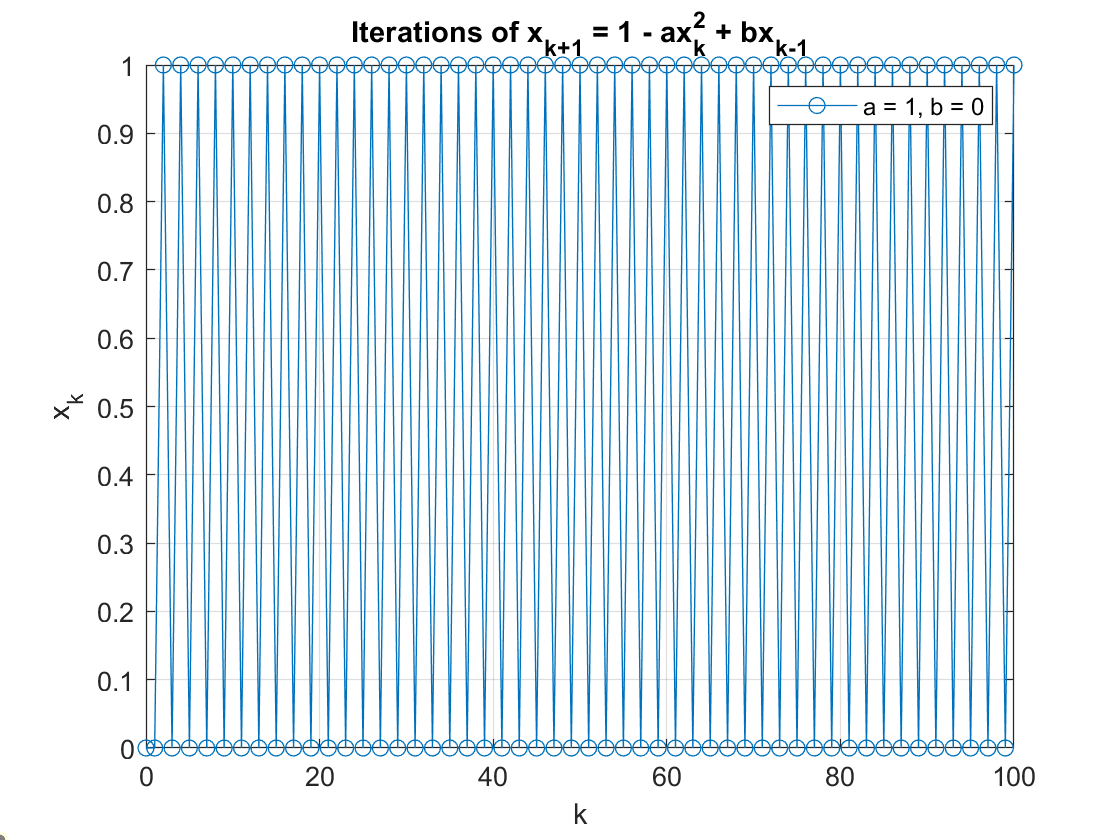 Iterations of x_{k+1} = 1 - ax_k^2 + bx_{k-1}
1
0.9
0.8
0.7
0.6
0.5
0.4
0.3
0.2
0.1
0
x_k
a = 1, b = 0
0 20 40 60 80 100
k